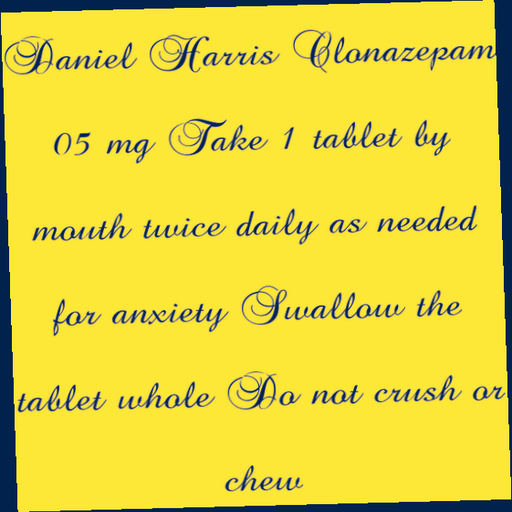 Daniel Harris Clonazepam
05 mg Take 1 tablet by
mouth twice daily as needed
for anxiety Swallow the
tablet whole Do not crush or
chew